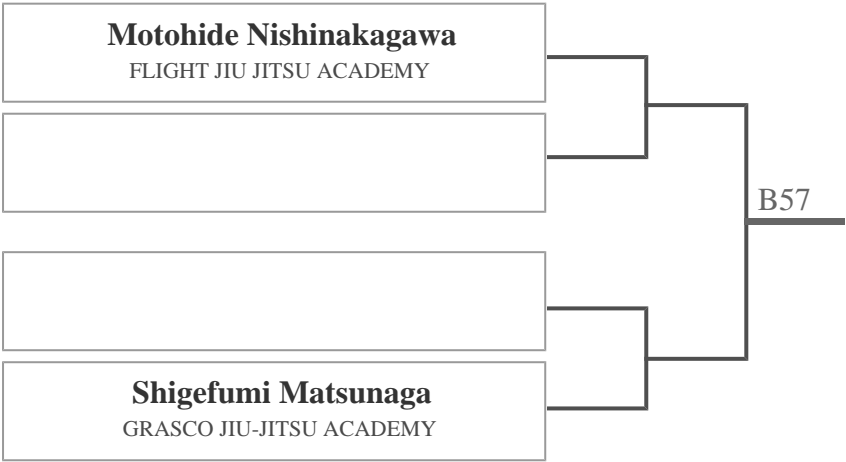 Motohide Nishinakagawa
FLIGHT JIU JITSU ACADEMY
B57
Shigefumi Matsunaga
GRASCO JIU-JITSU ACADEMY